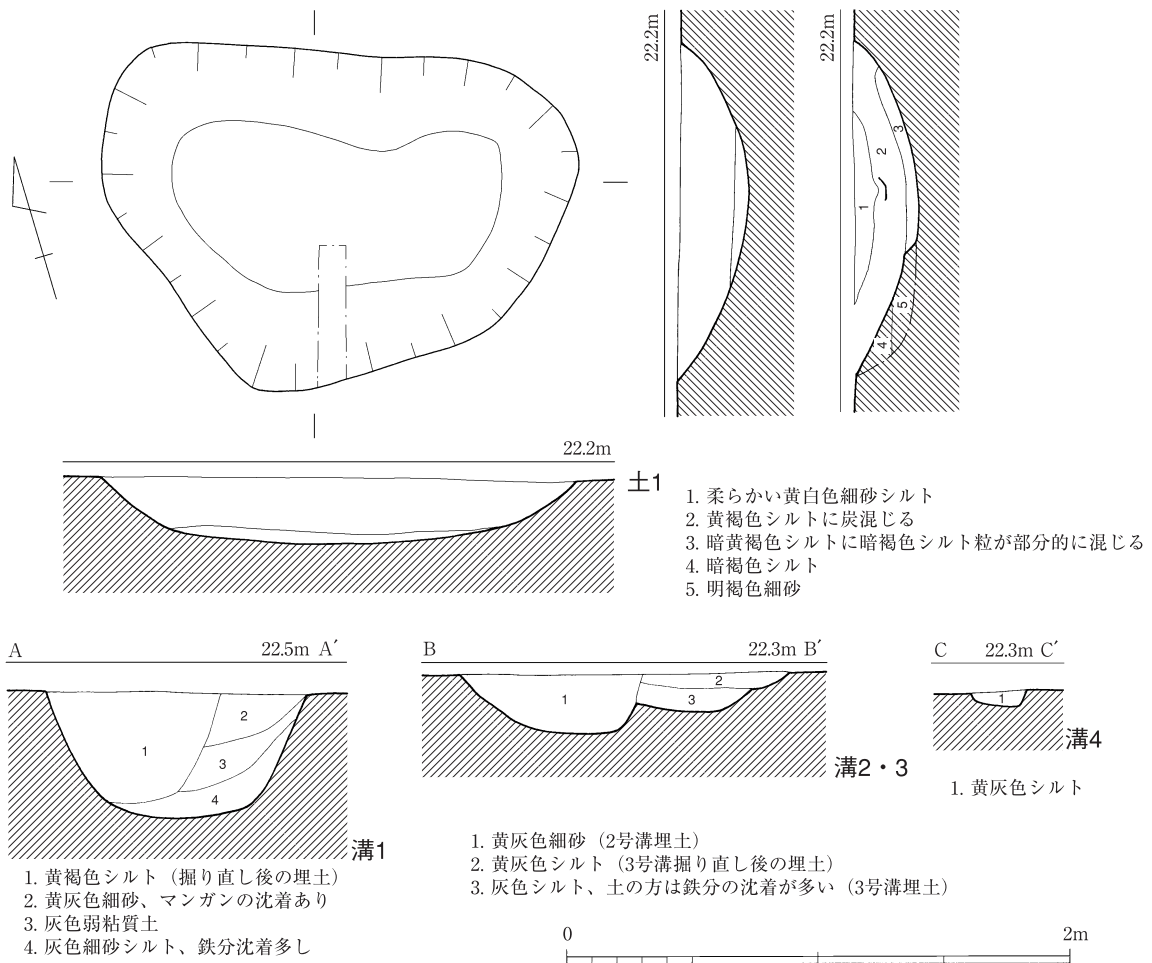 22.2m
22.2m
1
2
3
4
5
22.2m
土1
1. 柔らかい黄白色細砂シルト
2. 黄褐色シルトに炭混じる
3. 暗黄褐色シルトに暗褐色シルト粒が部分的に混じる
4. 暗褐色シルト
5. 明褐色細砂
A 22.5m A′
1
2
3
4
溝1
1. 黄褐色シルト（掘り直し後の埋土）
2. 黄灰色細砂、マンガンの沈着あり
3. 灰色弱粘質土
4. 灰色細砂シルト、鉄分沈着多し
B 22.3m B′
1
2
3
溝2・3
1. 黄灰色細砂（2号溝埋土）
2. 黄灰色シルト（3号溝掘り直し後の埋土）
3. 灰色シルト、土の方は鉄分の沈着が多い（3号溝埋土）
C 22.3m C′
1
溝4
1. 黄灰色シルト
0 2m